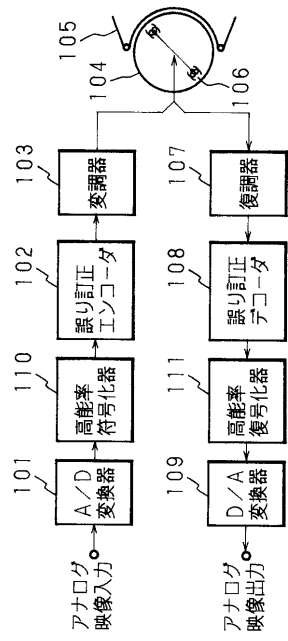 アナログ
映像入力
101
A/D
変換器
110
高能率
符号化器
102
誤り訂正
エンコーダ
103
変調器
104
105
106
107
復調器
108
誤り訂正
デコーダ
111
高能率
復号化器
109
D/A
変換器
アナログ
映像出力